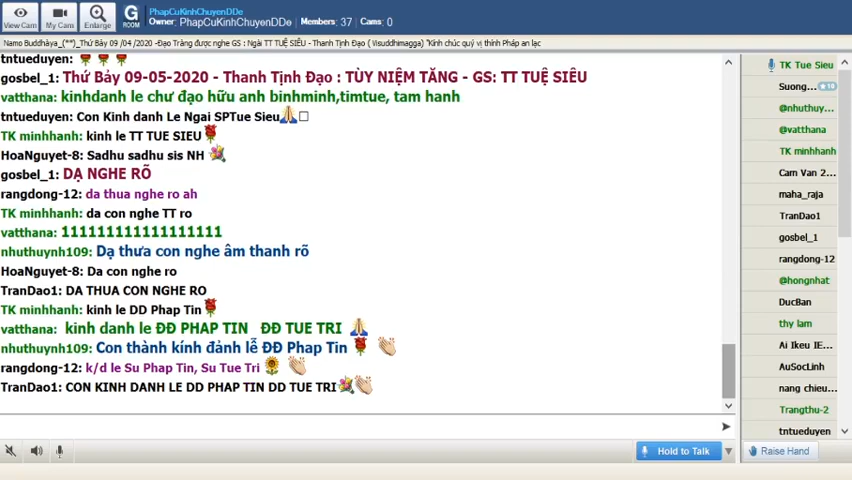 PhapCuKinhChuyenDDe
Owner: PhapCuKinhChuyenDDe Members: 37 Cams: 0
View Cam
My Cam
Enlarge
G
ROOM
Namo Buddhàya_(**)_Thứ Bảy 09 /04 /2020 -Đạo Tràng được nghe GS : Ngài TT TUỆ SIÊU - Thanh Tịnh Đạo ( Visuddhimagga) "Kính chúc quý vị thính Pháp an lạc
tntueduyen:
gosbel_1: Thứ Bảy 09-05-2020 - Thanh Tịnh Đạo : TÙY NIỆM TĂNG - GS: TT TUỆ SIÊU
vatthana: kinhdanh le chư đạo hữu anh binhminh,timtue, tam hanh
tntueduyen: Con Kinh danh Le Ngai SPTue Sieu
TK minhhanh: kinh le TT TUE SIEU
HoaNguyet-8: Sadhu sadhu sis NH
gosbel_1: DẠ NGHE RÕ
rangdong-12: da thua nghe ro ah
TK minhhanh: da con nghe TT ro
vatthana: 111111111111111111
nhuthuynh109: Dạ thưa con nghe âm thanh rõ
HoaNguyet-8: Da con nghe ro
TranDao1: DA THUA CON NGHE RO
TK minhhanh: kinh le DD Phap Tin
vatthana: kinh danh le ĐĐ PHAP TIN ĐĐ TUE TRI
nhuthuynh109: Con thành kính đảnh lễ ĐĐ Phap Tin
rangdong-12: k/d le Su Phap Tin, Su Tue Tri
TranDao1: CON KINH DANH LE DD PHAP TIN DD TUE TRI
Hold to Talk
TK Tue Sieu
Suong... 10
@nhuthuy...
@vatthana
TK minhhanh
Cam Van 2...
maha_raja
TranDao1
gosbel_1
rangdong-12
@hongnhat
DucBan
thy lam
Ai Ikeu IE...
AuSocLinh
nang chieu...
Trangthu-2
tntueduyen
Raise Hand